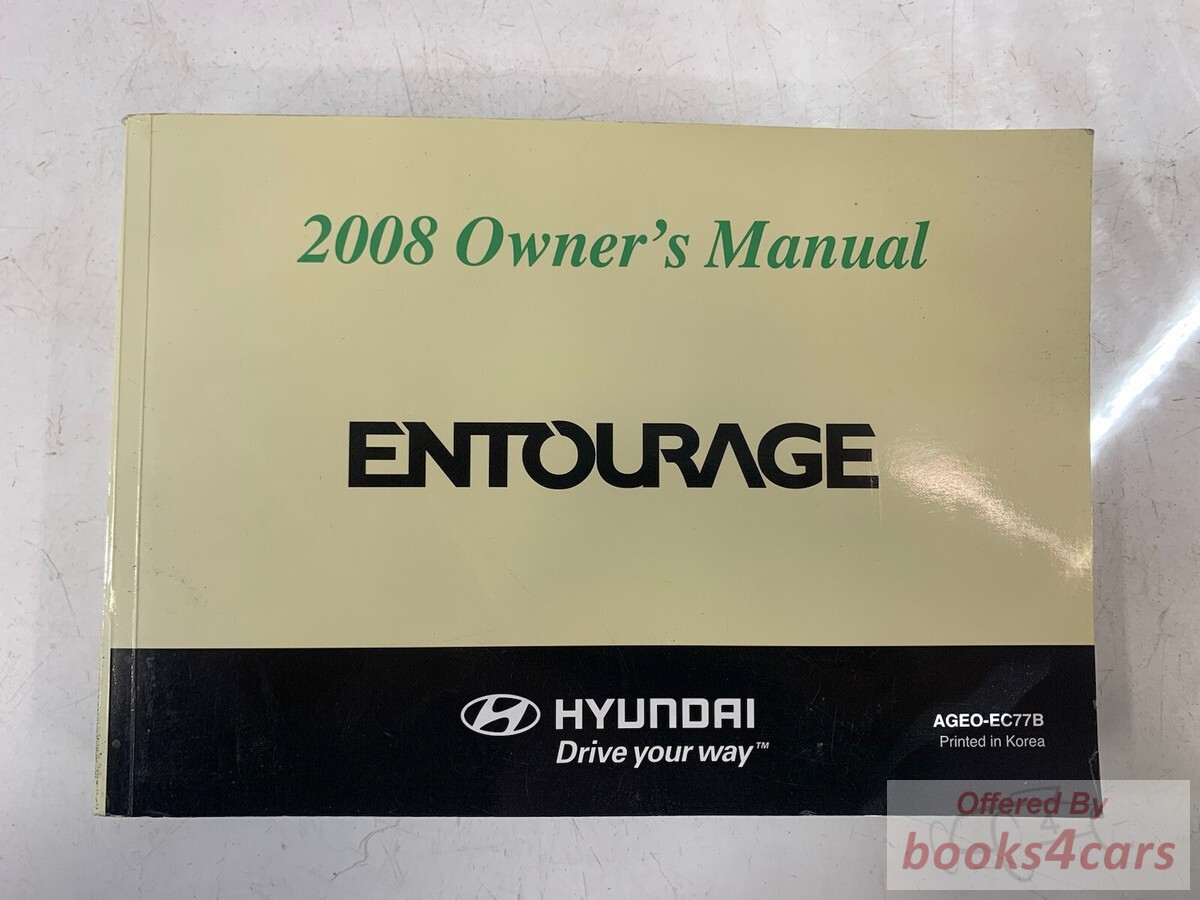 2008 Owner's Manual
ENTOURAGE
HYUNDAI
Drive your way™
AGEO-EC77B
Printed in Korea
Offered By
books4cars